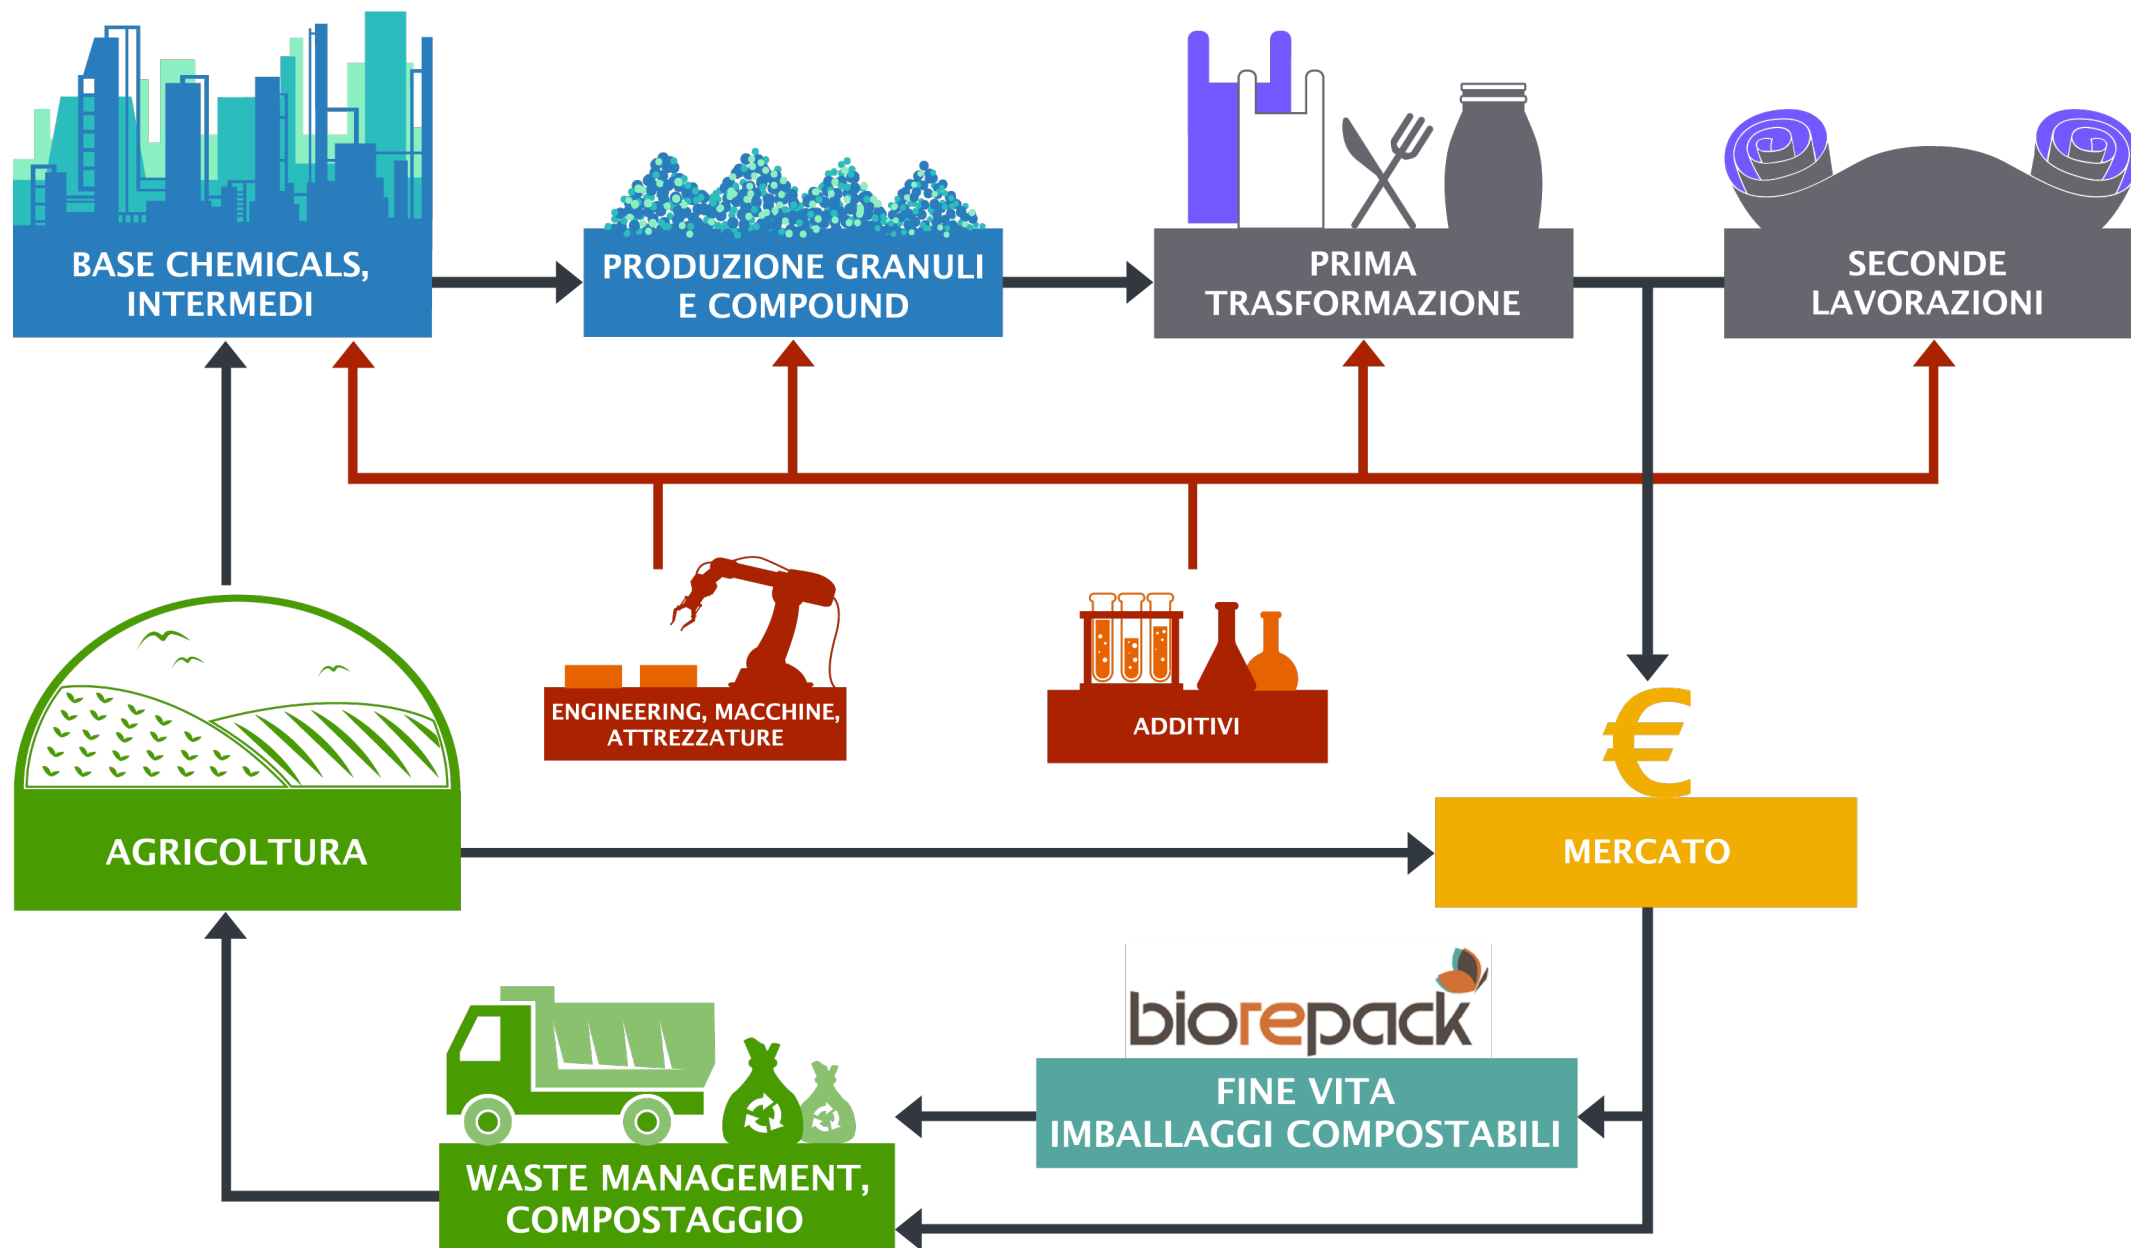 BASE CHEMICALS,
INTERMEDI
PRODUZIONE GRANULI
E COMPOUND
PRIMA
TRASFORMAZIONE
SECONDE
LAVORAZIONI
ENGINEERING, MACCHINE,
ATTREZZATURE
ADDITIVI
€
AGRICOLTURA
MERCATO
biorepack
FINE VITA
IMBALLAGGI COMPOSTABILI
WASTE MANAGEMENT,
COMPOSTAGGIO